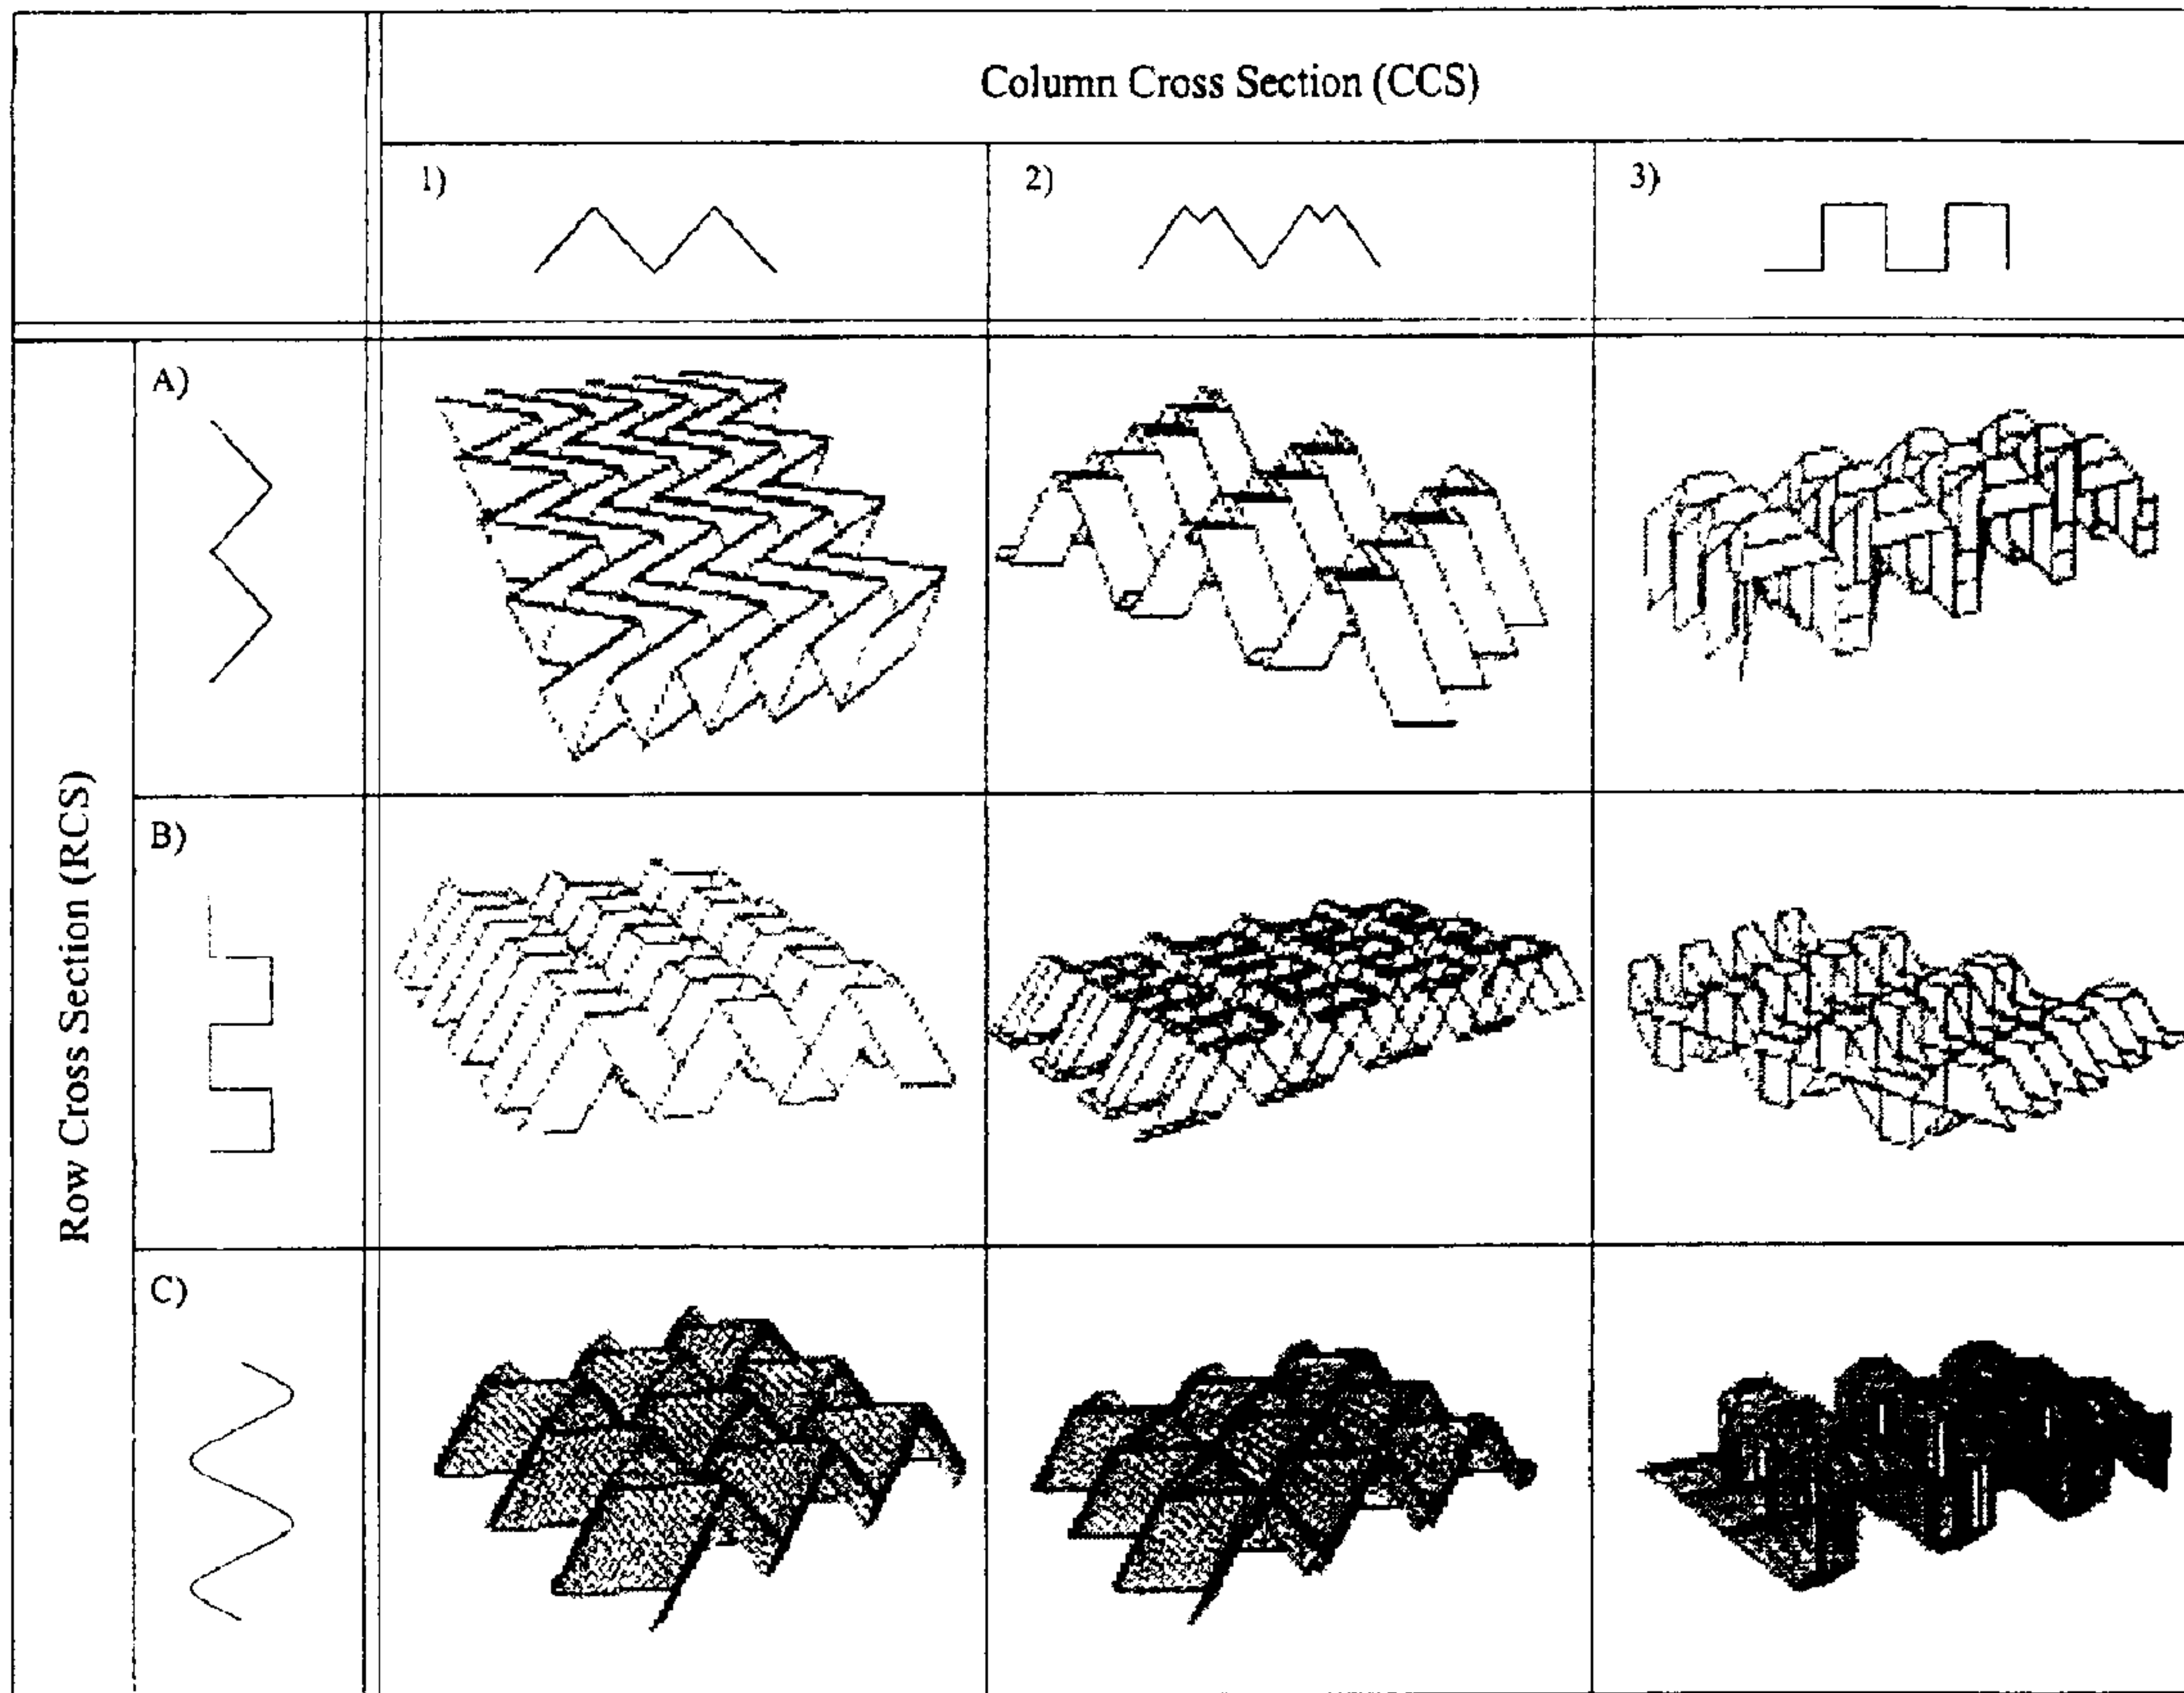 Column Cross Section (CCS)
1)
2)
3)
Row Cross Section (RCS)
A)
B)
C)